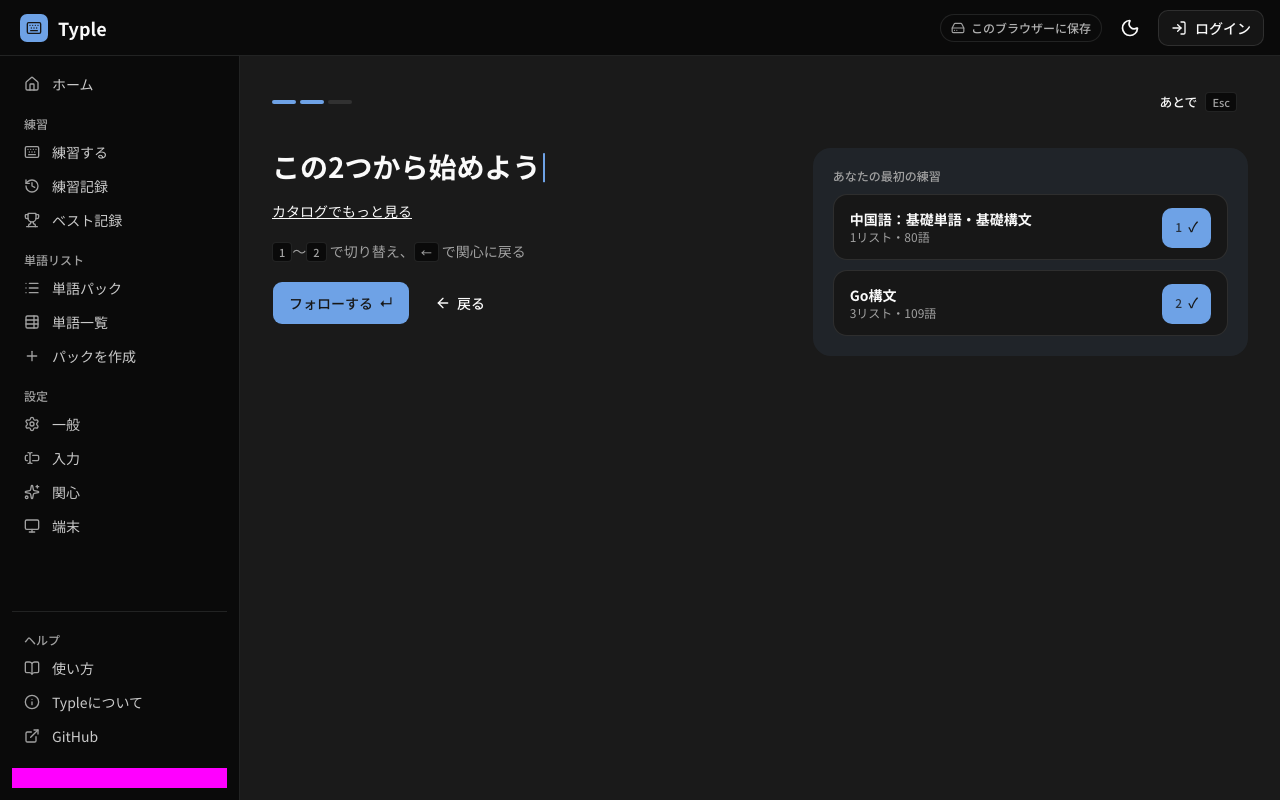 Typle
このブラウザーに保存
ログイン
ホーム
練習
練習する
練習記録
ベスト記録
単語リスト
単語パック
単語一覧
パックを作成
設定
一般
入力
関心
端末
ヘルプ
使い方
Typleについて
GitHub
あとで Esc
この2つから始めよう
カタログでもっと見る
1〜2 で切り替え、← で関心に戻る
フォローする ↵
← 戻る
あなたの最初の練習
中国語：基礎単語・基礎構文
1リスト・80語
1 ✓
Go構文
3リスト・109語
2 ✓